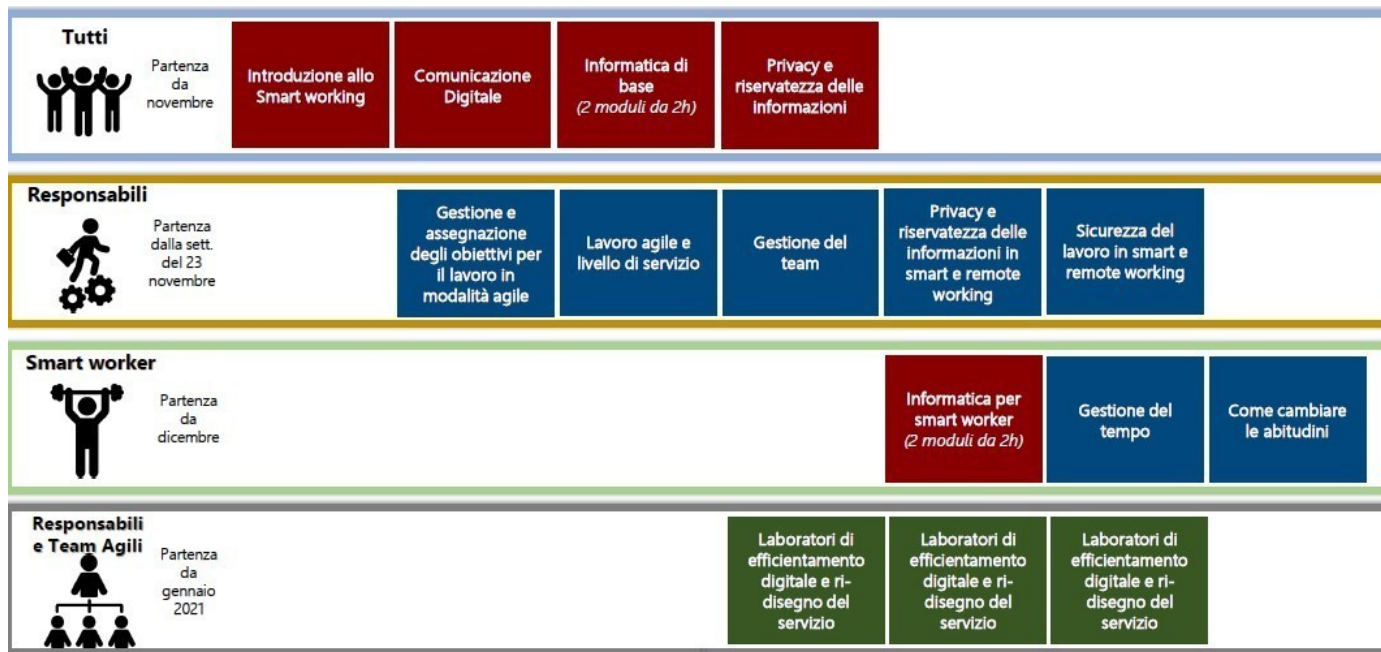 Tutti
Partenza
da
novembre
Introduzione allo
Smart working
Comunicazione
Digitale
Informatica di
base
(2 moduli da 2h)
Privacy e
riservatezza delle
informazioni
Responsabili
Partenza
dalla sett.
del 23
novembre
Gestione e
assegnazione
degli obiettivi per
il lavoro in
modalità agile
Lavoro agile e
livello di servizio
Gestione del
team
Privacy e
riservatezza delle
informazioni in
smart e remote
working
Sicurezza del
lavoro in smart e
remote working
Smart worker
Partenza
da
dicembre
Informatica per
smart worker
(2 moduli da 2h)
Gestione del
tempo
Come cambiare
le abitudini
Responsabili
e Team Agili
Partenza
da
gennaio
2021
Laboratori di
efficientamento
digitale e ri-
disegno del
servizio
Laboratori di
efficientamento
digitale e ri-
disegno del
servizio
Laboratori di
efficientamento
digitale e ri-
disegno del
servizio